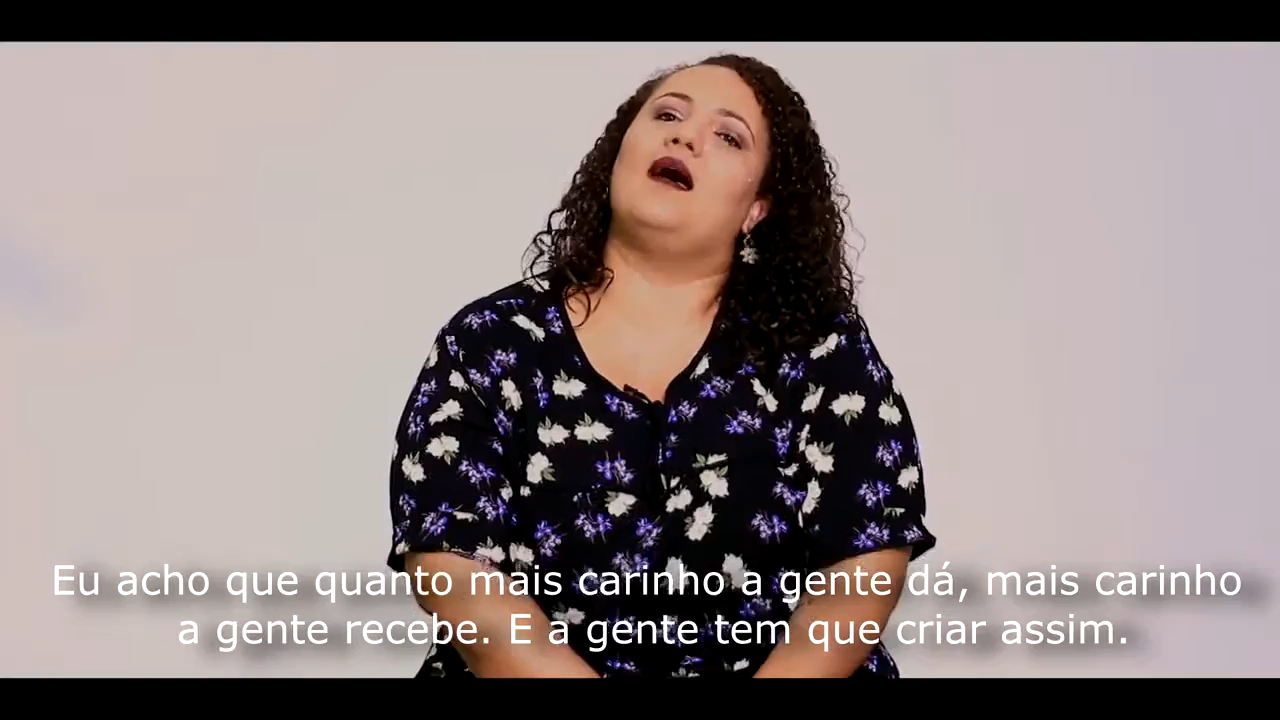 Eu acho que quanto mais carinho a gente dá, mais carinho
a gente recebe. E a gente tem que criar assim.